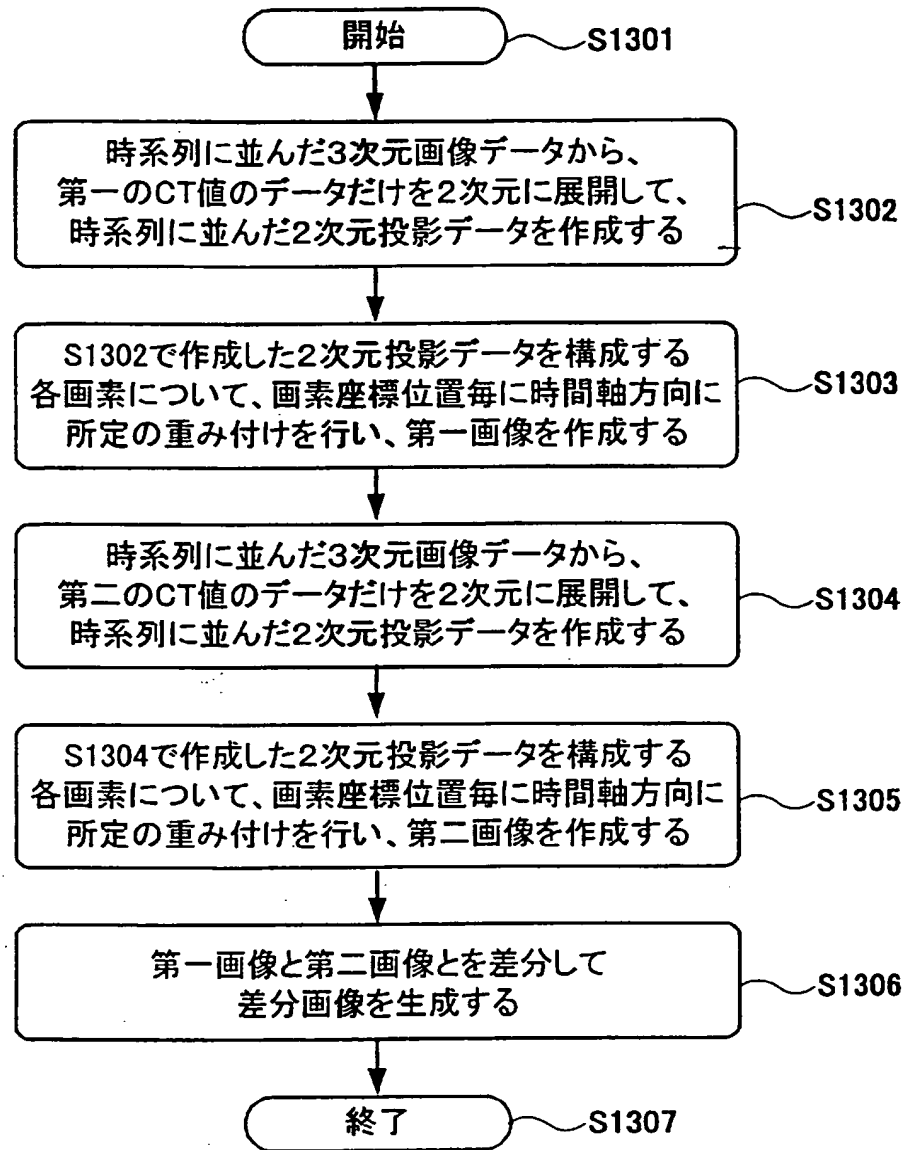 開始
S1301
時系列に並んだ3次元画像データから、
第一のCT値のデータだけを2次元に展開して、
時系列に並んだ2次元投影データを作成する
S1302
S1302で作成した2次元投影データを構成する
各画素について、画素座標位置毎に時間軸方向に
所定の重み付けを行い、第一画像を作成する
S1303
時系列に並んだ3次元画像データから、
第二のCT値のデータだけを2次元に展開して、
時系列に並んだ2次元投影データを作成する
S1304
S1304で作成した2次元投影データを構成する
各画素について、画素座標位置毎に時間軸方向に
所定の重み付けを行い、第二画像を作成する
S1305
第一画像と第二画像とを差分して
差分画像を生成する
S1306
終了
S1307